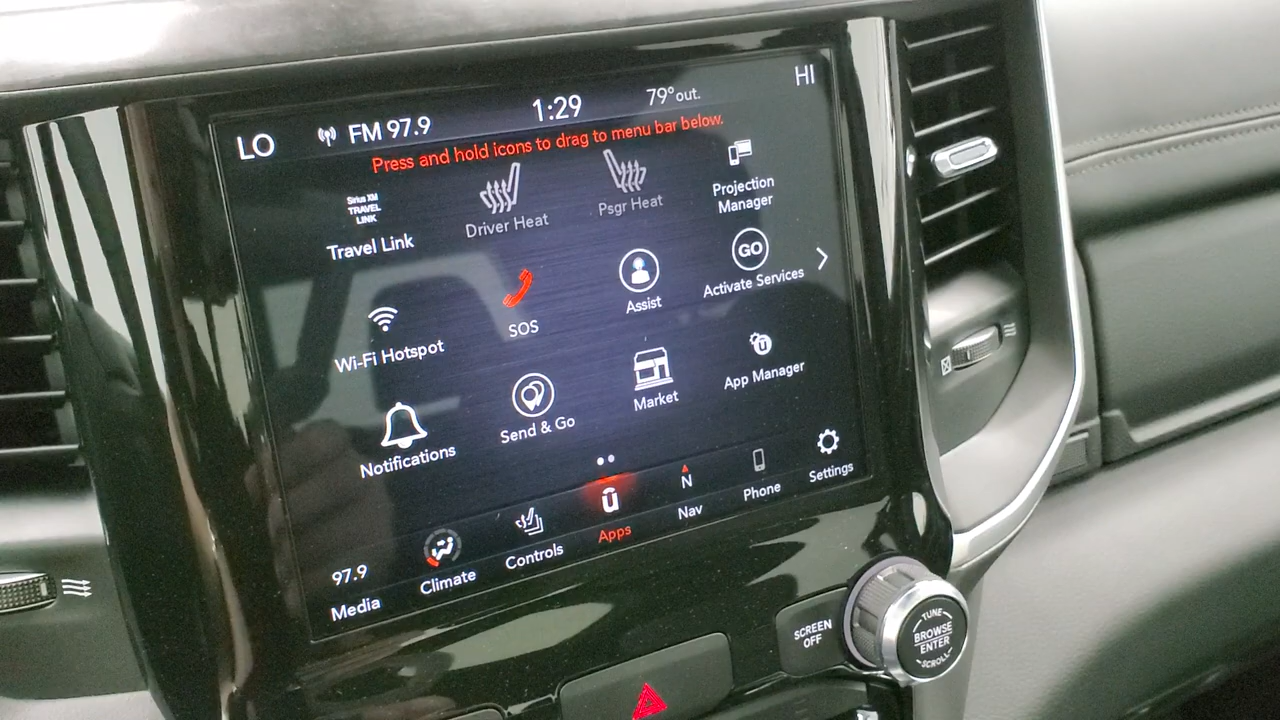 LO
FM 97.9
1:29
79° out.
HI
Press and hold icons to drag to menu bar below.
Sirius XM
TRAVEL
LINK
Travel Link
Driver Heat
Psgr Heat
Projection
Manager
Wi-Fi Hotspot
SOS
Assist
GO
Activate Services
Notifications
Send & Go
Market
App Manager
97.9
Media
Climate
Controls
Apps
N
Nav
Phone
Settings
SCREEN
OFF
TUNE
BROWSE
ENTER
SCROLL